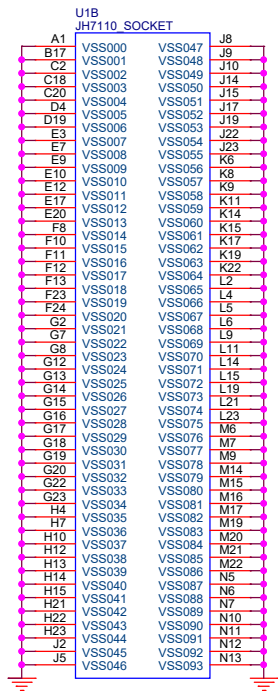 U1B
JH7110_SOCKET
A1 VSS000 VSS047 J8
B17 VSS001 VSS048 J9
C2 VSS002 VSS049 J10
C18 VSS003 VSS050 J14
C20 VSS004 VSS051 J15
D4 VSS005 VSS052 J17
D19 VSS006 VSS053 J19
E3 VSS007 VSS054 J22
E7 VSS008 VSS055 J23
E9 VSS009 VSS056 K6
E10 VSS010 VSS057 K8
E12 VSS011 VSS058 K9
E17 VSS012 VSS059 K11
E20 VSS013 VSS060 K14
F8 VSS014 VSS061 K15
F10 VSS015 VSS062 K17
F11 VSS016 VSS063 K19
F12 VSS017 VSS064 K22
F13 VSS018 VSS065 L2
F23 VSS019 VSS066 L4
F24 VSS020 VSS067 L5
G2 VSS021 VSS068 L6
G7 VSS022 VSS069 L9
G8 VSS023 VSS070 L11
G12 VSS024 VSS071 L14
G13 VSS025 VSS072 L15
G14 VSS026 VSS073 L19
G15 VSS027 VSS074 L21
G16 VSS028 VSS075 L23
G17 VSS029 VSS076 M6
G18 VSS030 VSS077 M7
G19 VSS031 VSS078 M9
G20 VSS032 VSS079 M14
G22 VSS033 VSS080 M15
G23 VSS034 VSS081 M16
H4 VSS035 VSS082 M17
H7 VSS036 VSS083 M19
H10 VSS037 VSS084 M20
H12 VSS038 VSS085 M21
H13 VSS039 VSS086 M22
H14 VSS040 VSS087 N5
H15 VSS041 VSS088 N6
H21 VSS042 VSS089 N7
H22 VSS043 VSS090 N10
H23 VSS044 VSS091 N11
J2 VSS045 VSS092 N12
J5 VSS046 VSS093 N13